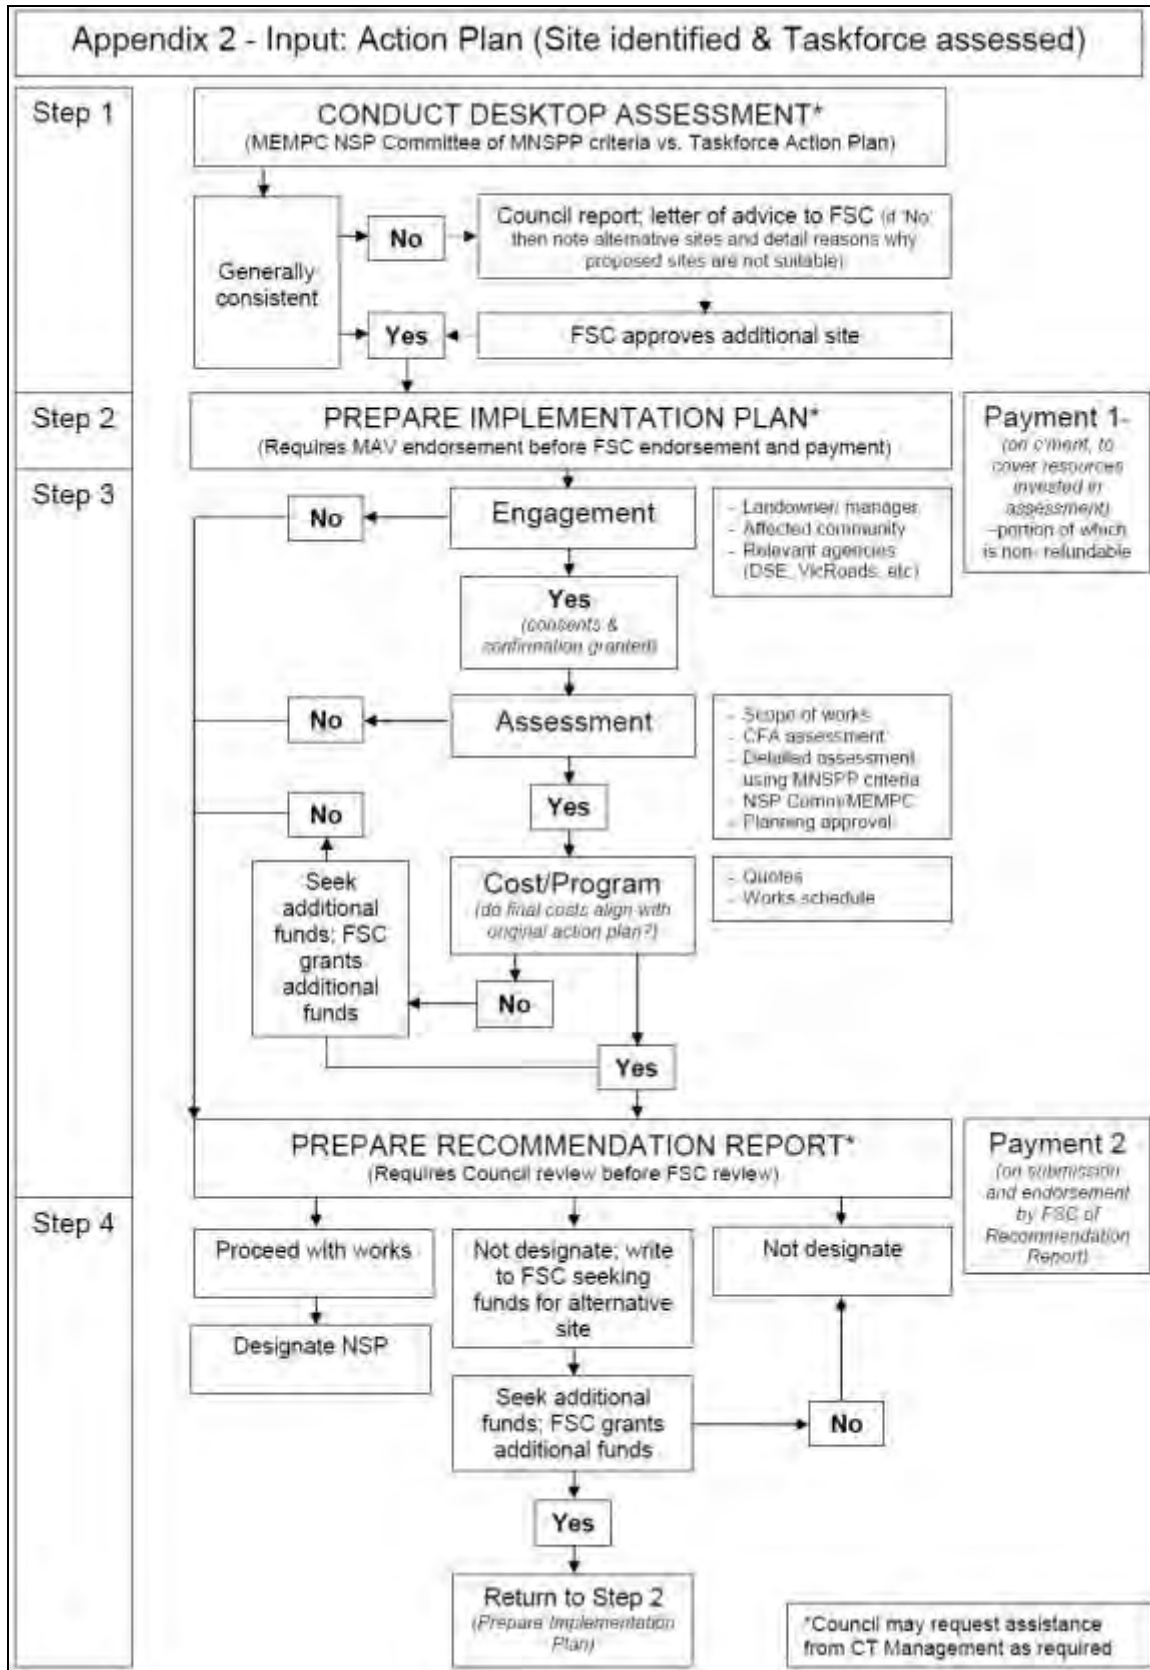 Appendix 2 - Input: Action Plan (Site identified & Taskforce assessed)
Step 1
CONDUCT DESKTOP ASSESSMENT*
(MEMPC NSP Committee of MNSPP criteria vs. Taskforce Action Plan)
Generally
consistent
No
Council report; letter of advice to FSC (if 'No'
then note alternative sites and detail reasons why
proposed sites are not suitable)
Yes
FSC approves additional site
Step 2
PREPARE IMPLEMENTATION PLAN*
(Requires MAV endorsement before FSC endorsement and payment)
Payment 1-
(on c'ment, to
cover resources
invested in
assessment)
-portion of which
is non- refundable
Step 3
No
Engagement
- Landowner/ manager
- Affected community
- Relevant agencies
(DSE, VicRoads, etc)
Yes
(consents &
confirmation granted)
No
Assessment
- Scope of works
- CFA assessment
- Detailed assessment
using MNSPP criteria
- NSP Comm/MEMPC
- Planning approval
Yes
No
Seek
additional
funds; FSC
grants
additional
funds
Cost/Program
(do final costs align with
original action plan?)
- Quotes
- Works schedule
No
Yes
PREPARE RECOMMENDATION REPORT*
(Requires Council review before FSC review)
Payment 2
(on submission
and endorsement
by FSC of
Recommendation
Report)
Step 4
Proceed with works
Designate NSP
Not designate; write
to FSC seeking
funds for alternative
site
Not designate
Seek additional
funds; FSC grants
additional funds
No
Yes
Return to Step 2
(Prepare Implementation
Plan)
*Council may request assistance
from CT Management as required